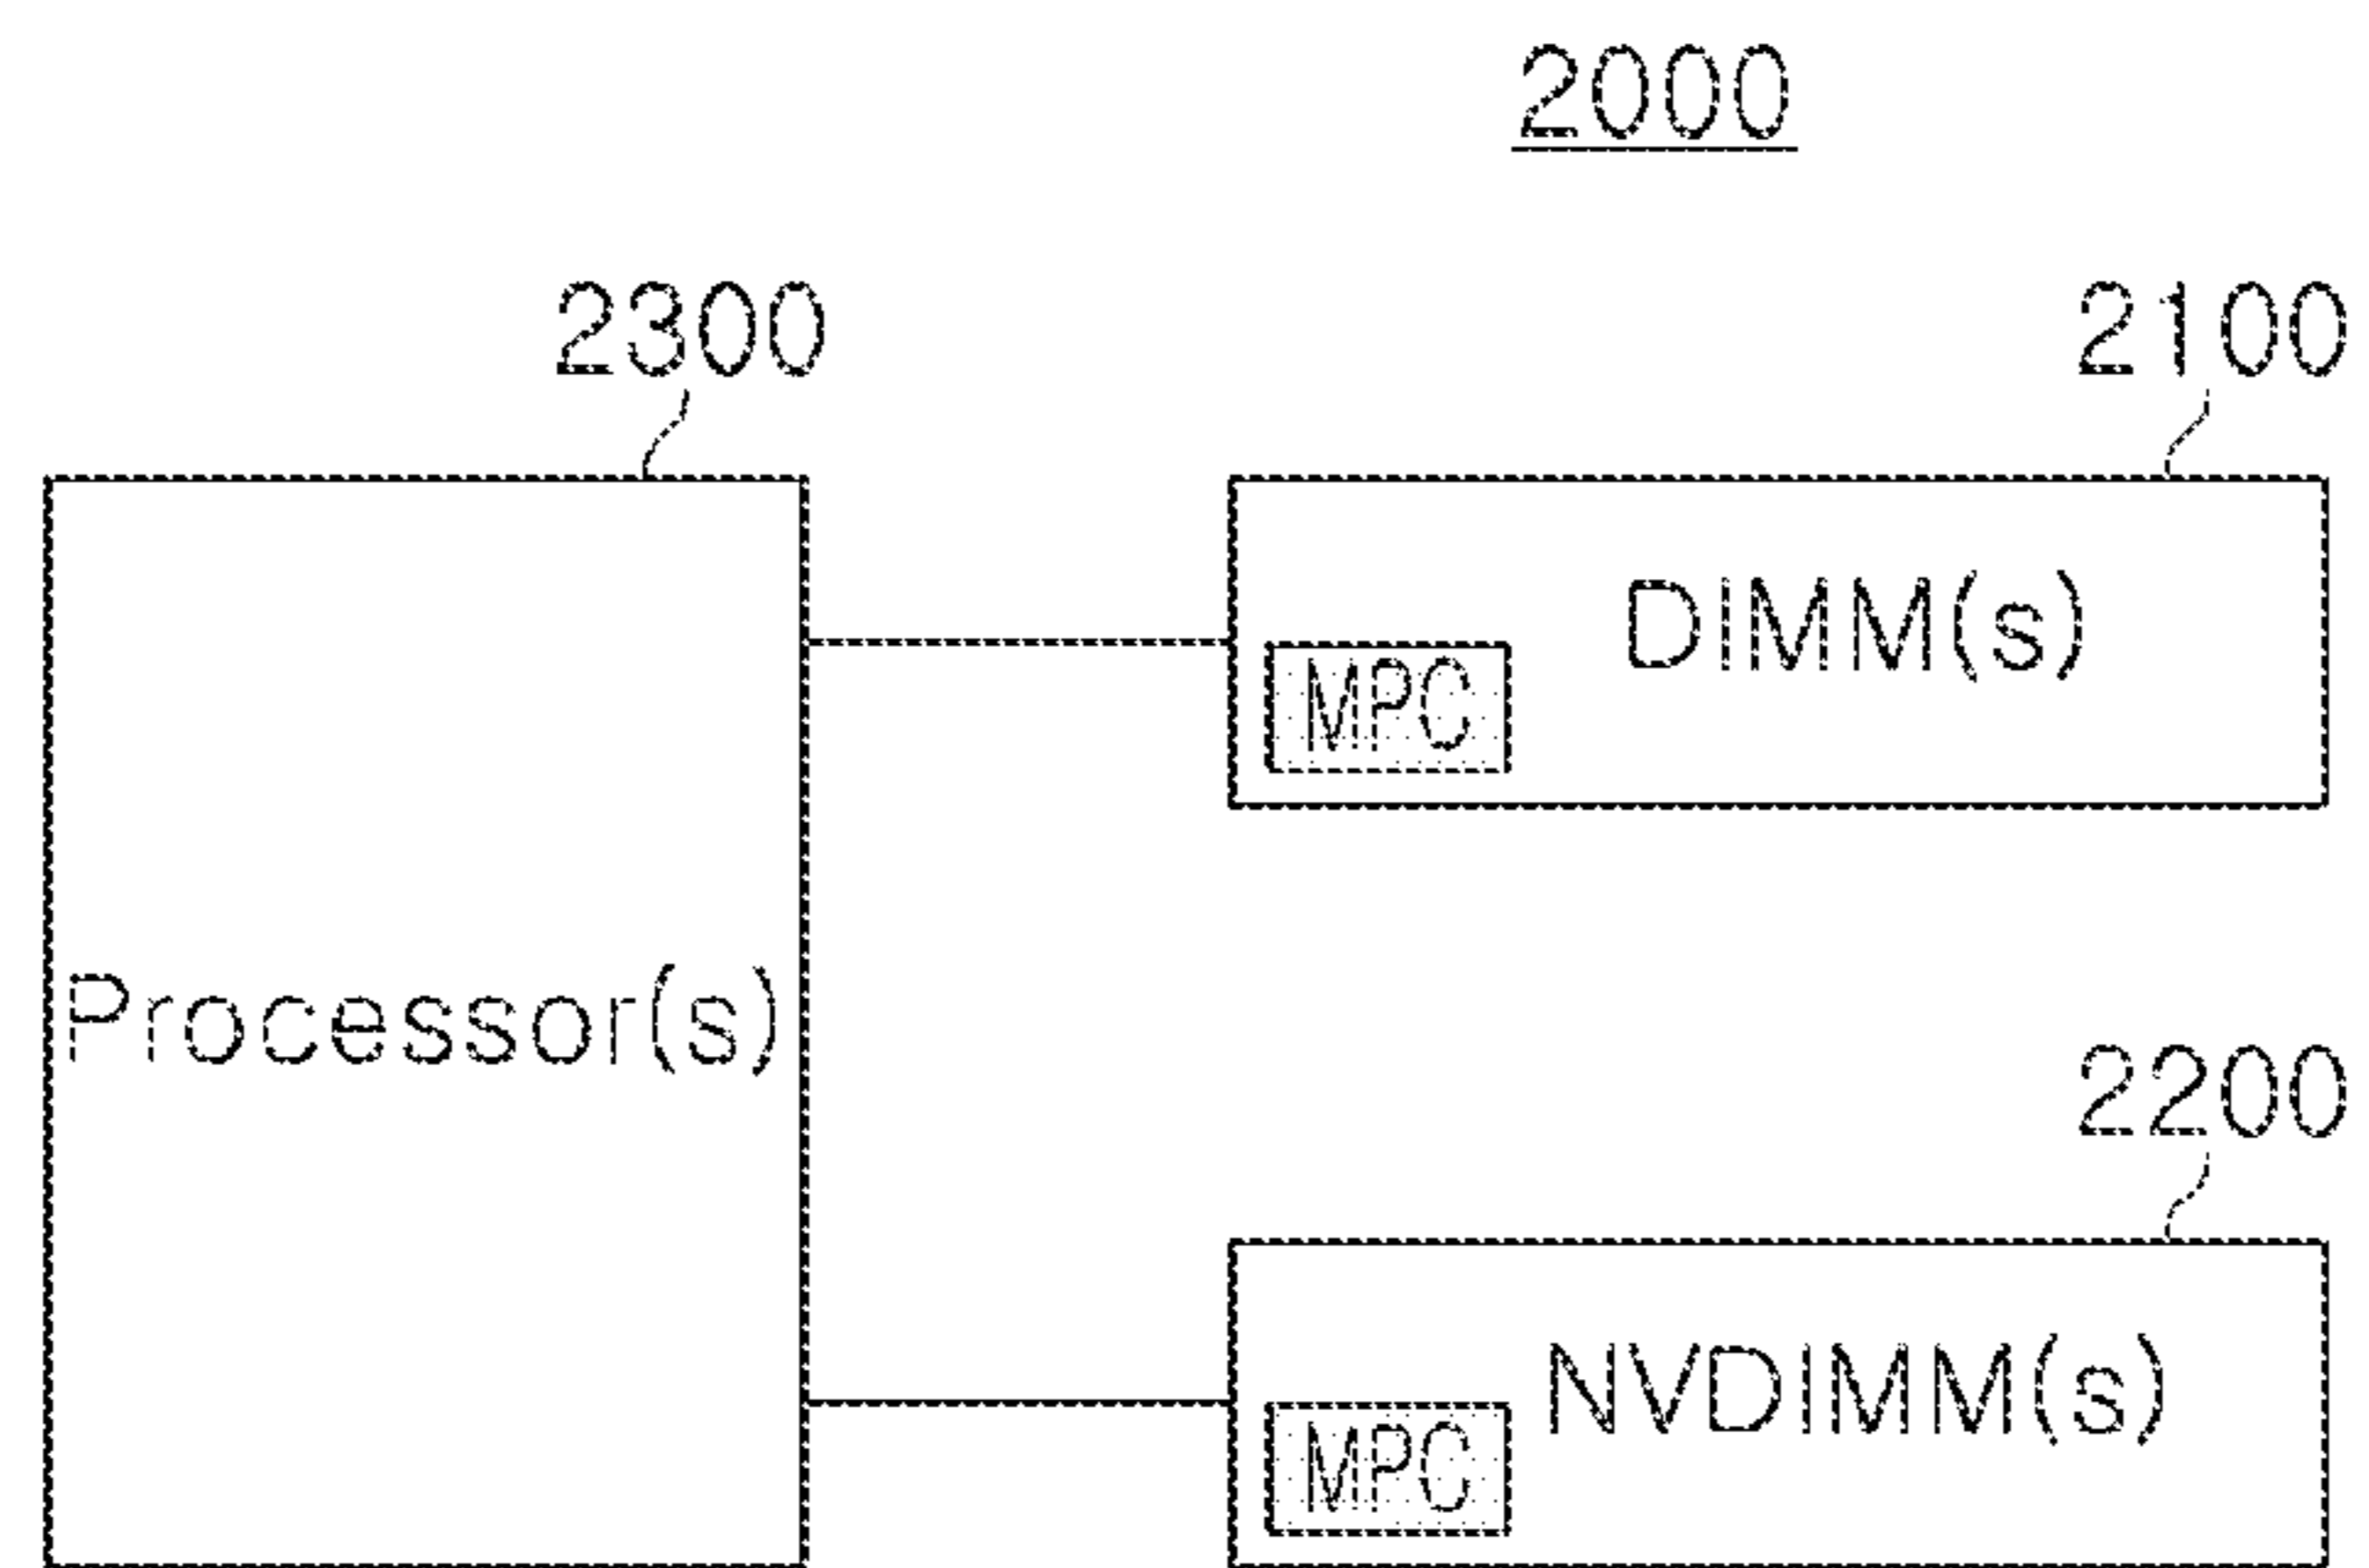 2000
2300
2100
DIMM(s)
MPC
Processor(s)
2200
NVDIMM(s)
MPC